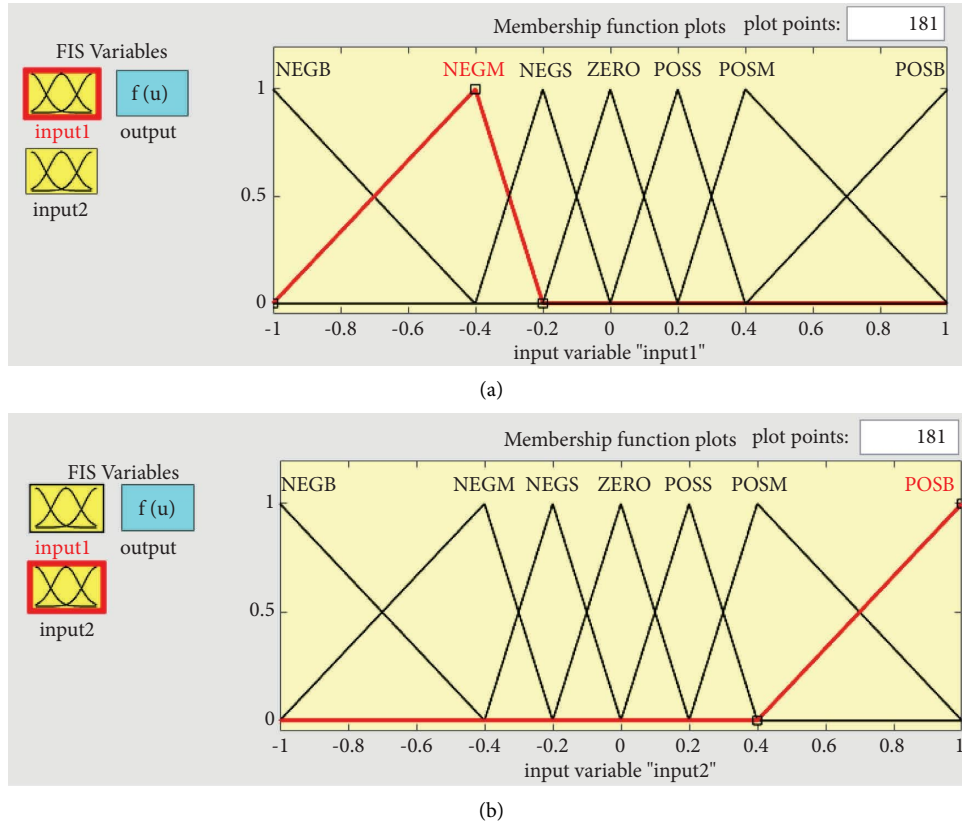 Membership function plots plot points: 181
FIS Variables
NEGB NEGM NEGS ZERO POSS POSM POSB
f (u)
input1 output
input2
1
0.5
0
-1 -0.8 -0.6 -0.4 -0.2 0 0.2 0.4 0.6 0.8 1
input variable "input1"
(a)
Membership function plots plot points: 181
FIS Variables
NEGB NEGM NEGS ZERO POSS POSM POSB
f (u)
input1 output
input2
1
0.5
0
-1 -0.8 -0.6 -0.4 -0.2 0 0.2 0.4 0.6 0.8 1
input variable "input2"
(b)